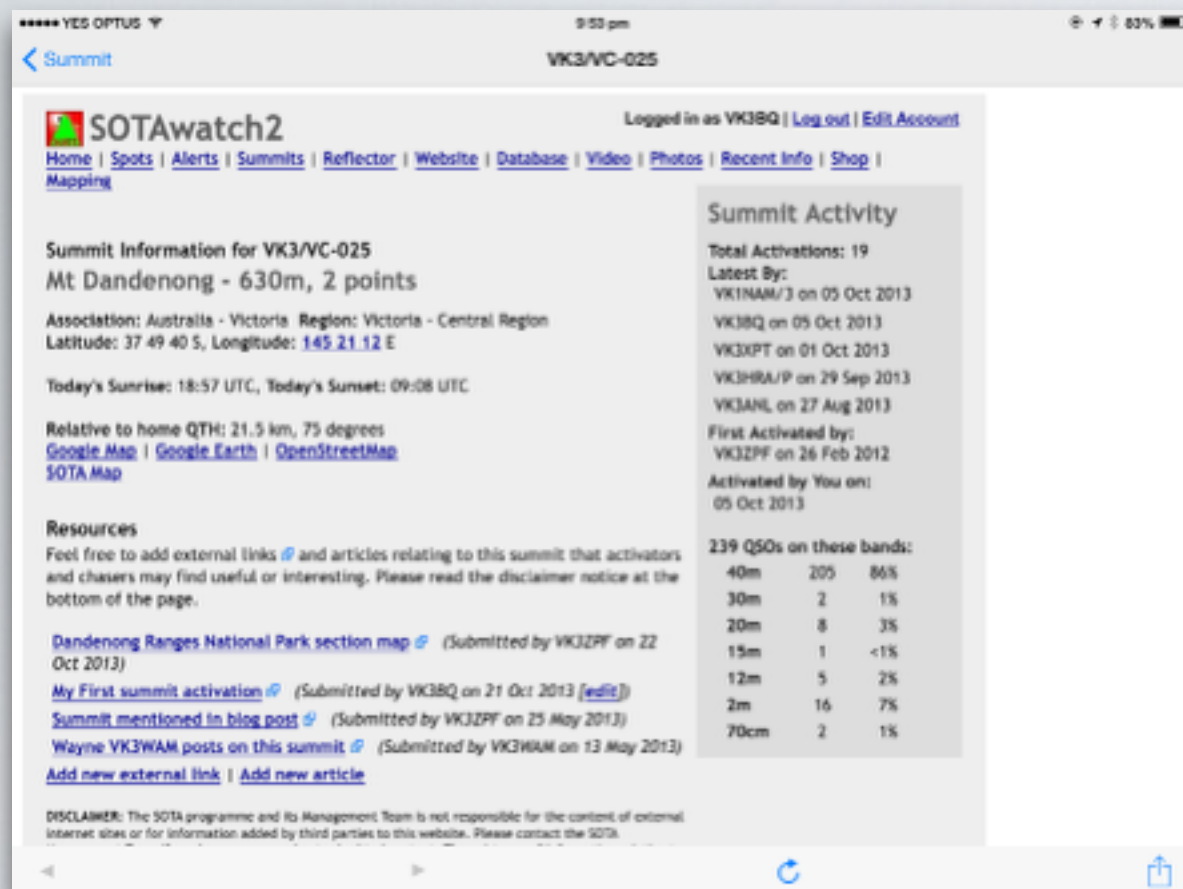 YES OPTUS
9:53 pm
83%
Summit
VK3/VC-025
SOTAwatch2
Logged in as VK3BQ | Log out | Edit Account
Home | Spots | Alerts | Summits | Reflector | Website | Database | Video | Photos | Recent Info | Shop |
Mapping
Summit Information for VK3/VC-025
Mt Dandenong - 630m, 2 points
Association: Australia - Victoria Region: Victoria - Central Region
Latitude: 37 49 40 S, Longitude: 145 21 12 E
Today's Sunrise: 18:57 UTC, Today's Sunset: 09:08 UTC
Relative to home QTH: 21.5 km, 75 degrees
Google Map | Google Earth | OpenStreetMap
SOTA Map
Resources
Feel free to add external links and articles relating to this summit that activators
and chasers may find useful or interesting. Please read the disclaimer notice at the
bottom of the page.
Dandenong Ranges National Park section map (Submitted by VK3ZPF on 22
Oct 2013)
My First summit activation (Submitted by VK3BQ on 21 Oct 2013 [edit])
Summit mentioned in blog post (Submitted by VK3ZPF on 25 May 2013)
Wayne VK3WAM posts on this summit (Submitted by VK3WAM on 13 May 2013)
Add new external link | Add new article
DISCLAIMER: The SOTA programme and its Management Team is not responsible for the content of external
internet sites or for information added by third parties to this website. Please contact the SOTA
Summit Activity
Total Activations: 19
Latest By:
VK1NAM/3 on 05 Oct 2013
VK3BQ on 05 Oct 2013
VK3XPT on 01 Oct 2013
VK3HRA/P on 29 Sep 2013
VK3ANL on 27 Aug 2013
First Activated by:
VK3ZPF on 26 Feb 2012
Activated by You on:
05 Oct 2013
239 QSOs on these bands:
40m 205 86%
30m 2 1%
20m 8 3%
15m 1 <1%
12m 5 2%
2m 16 7%
70cm 2 1%